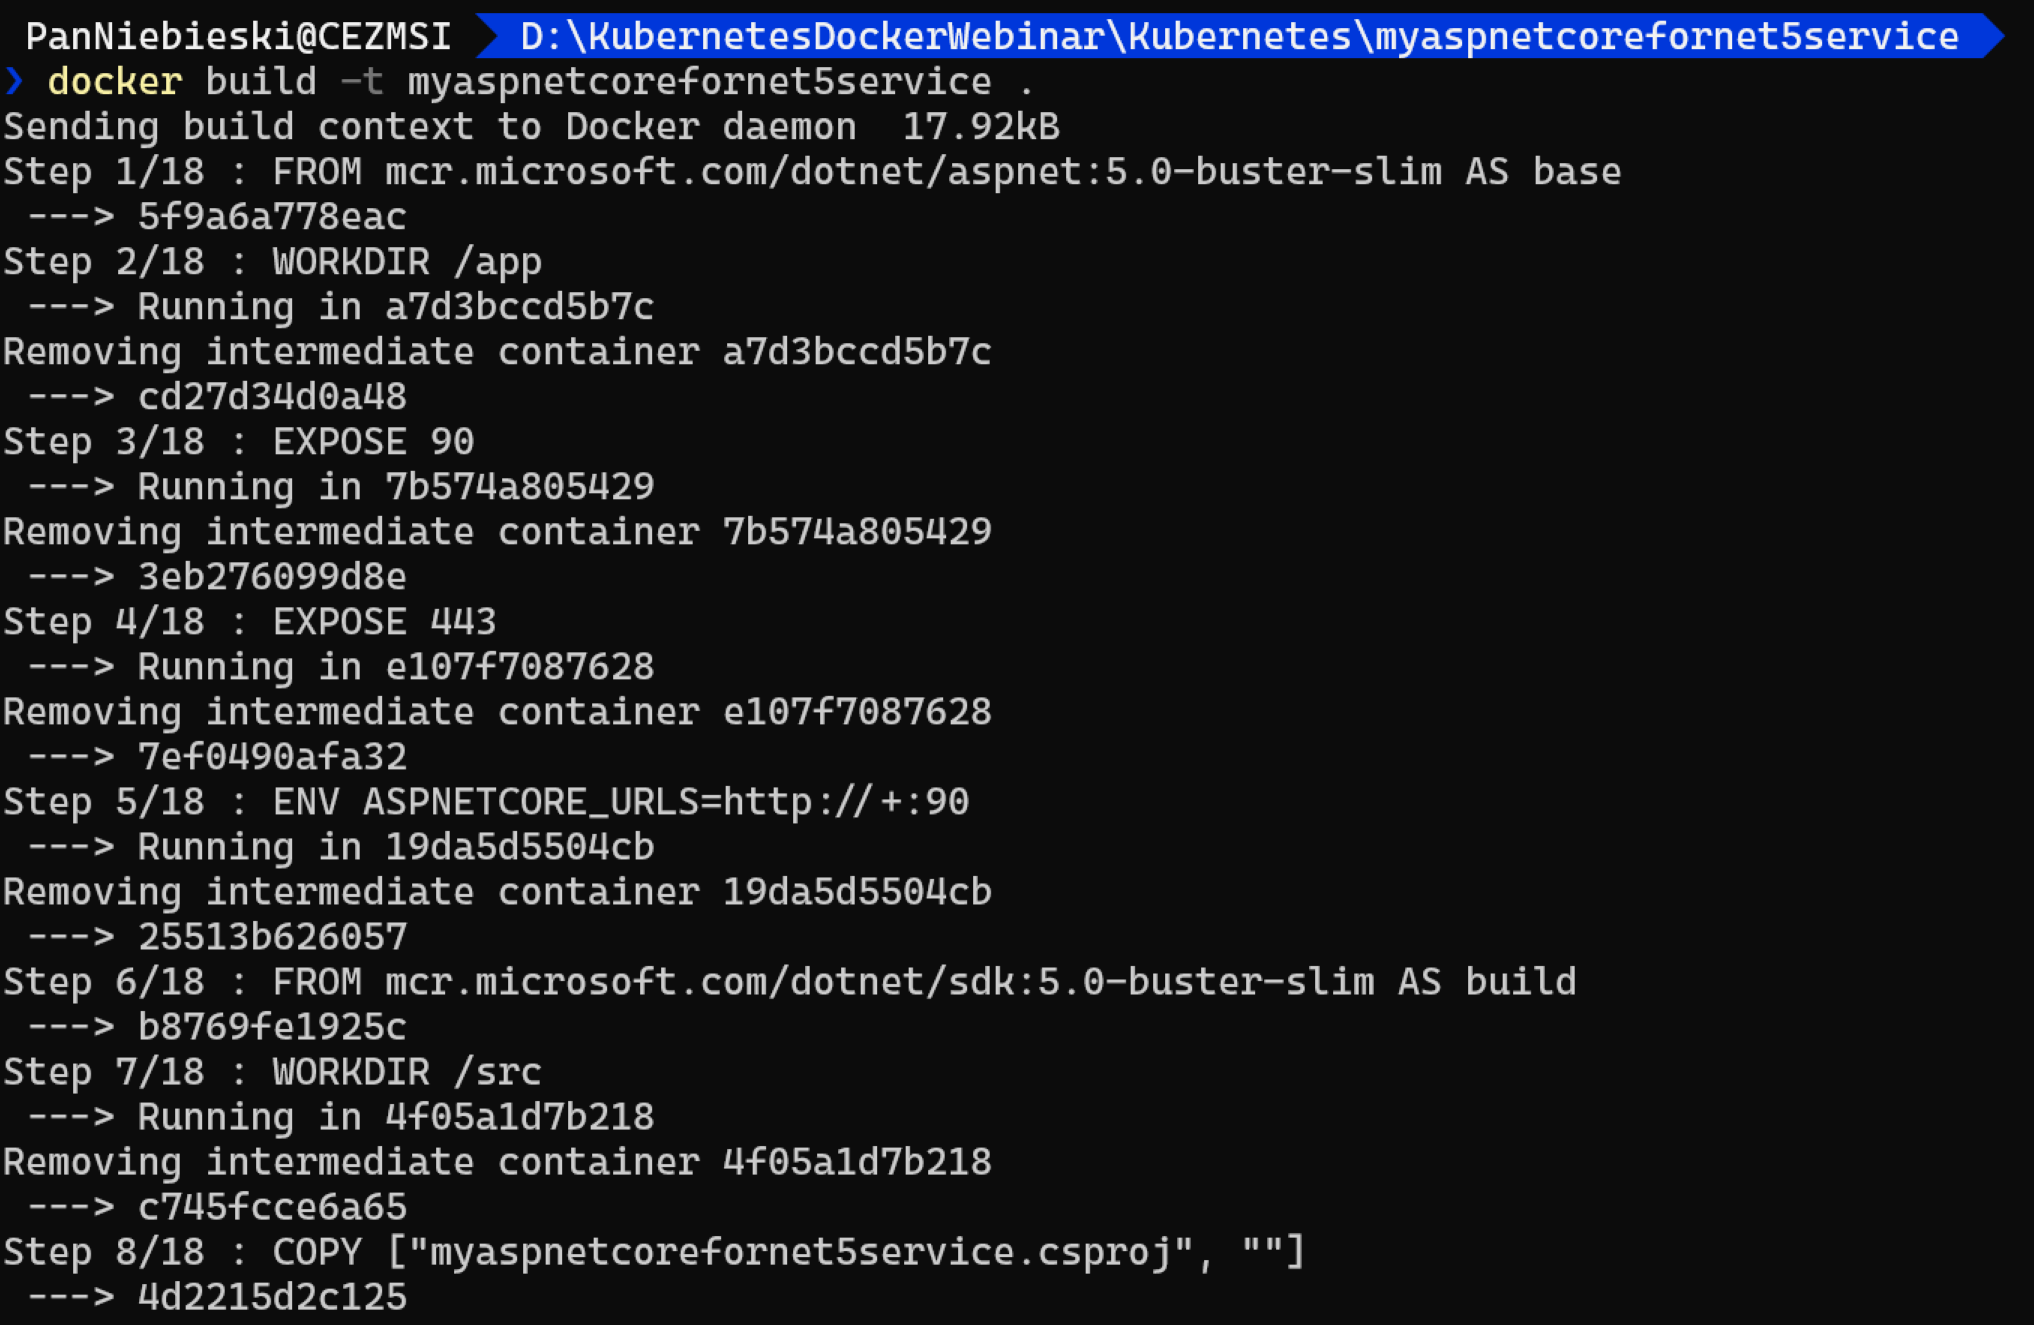 PanNiebieski@CEZMSI D:\KubernetesDockerWebinar\Kubernetes\myaspnetcorefornet5service
❯ docker build -t myaspnetcorefornet5service .
Sending build context to Docker daemon  17.92kB
Step 1/18 : FROM mcr.microsoft.com/dotnet/aspnet:5.0-buster-slim AS base
 ---> 5f9a6a778eac
Step 2/18 : WORKDIR /app
 ---> Running in a7d3bccd5b7c
Removing intermediate container a7d3bccd5b7c
 ---> cd27d34d0a48
Step 3/18 : EXPOSE 90
 ---> Running in 7b574a805429
Removing intermediate container 7b574a805429
 ---> 3eb276099d8e
Step 4/18 : EXPOSE 443
 ---> Running in e107f7087628
Removing intermediate container e107f7087628
 ---> 7ef0490afa32
Step 5/18 : ENV ASPNETCORE_URLS=http://+:90
 ---> Running in 19da5d5504cb
Removing intermediate container 19da5d5504cb
 ---> 25513b626057
Step 6/18 : FROM mcr.microsoft.com/dotnet/sdk:5.0-buster-slim AS build
 ---> b8769fe1925c
Step 7/18 : WORKDIR /src
 ---> Running in 4f05a1d7b218
Removing intermediate container 4f05a1d7b218
 ---> c745fcce6a65
Step 8/18 : COPY ["myaspnetcorefornet5service.csproj", ""]
 ---> 4d2215d2c125